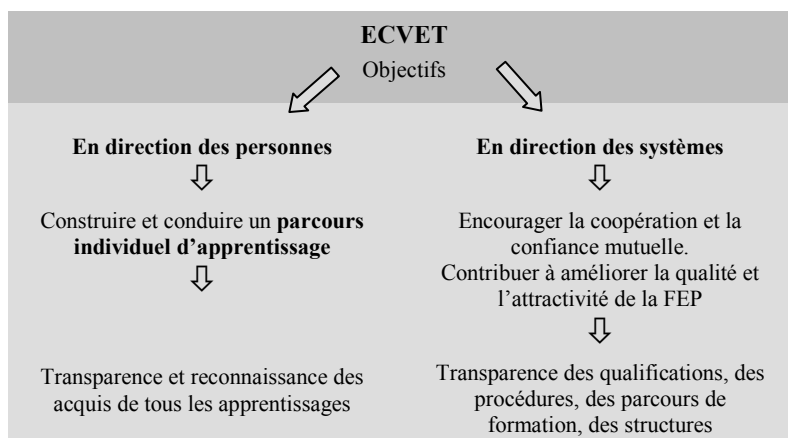 ECVET
Objectifs
En direction des personnes
Construire et conduire un parcours
individuel d’apprentissage
Transparence et reconnaissance des
acquis de tous les apprentissages
En direction des systèmes
Encourager la coopération et la
confiance mutuelle.
Contribuer à améliorer la qualité et
l’attractivité de la FEP
Transparence des qualifications, des
procédures, des parcours de
formation, des structures